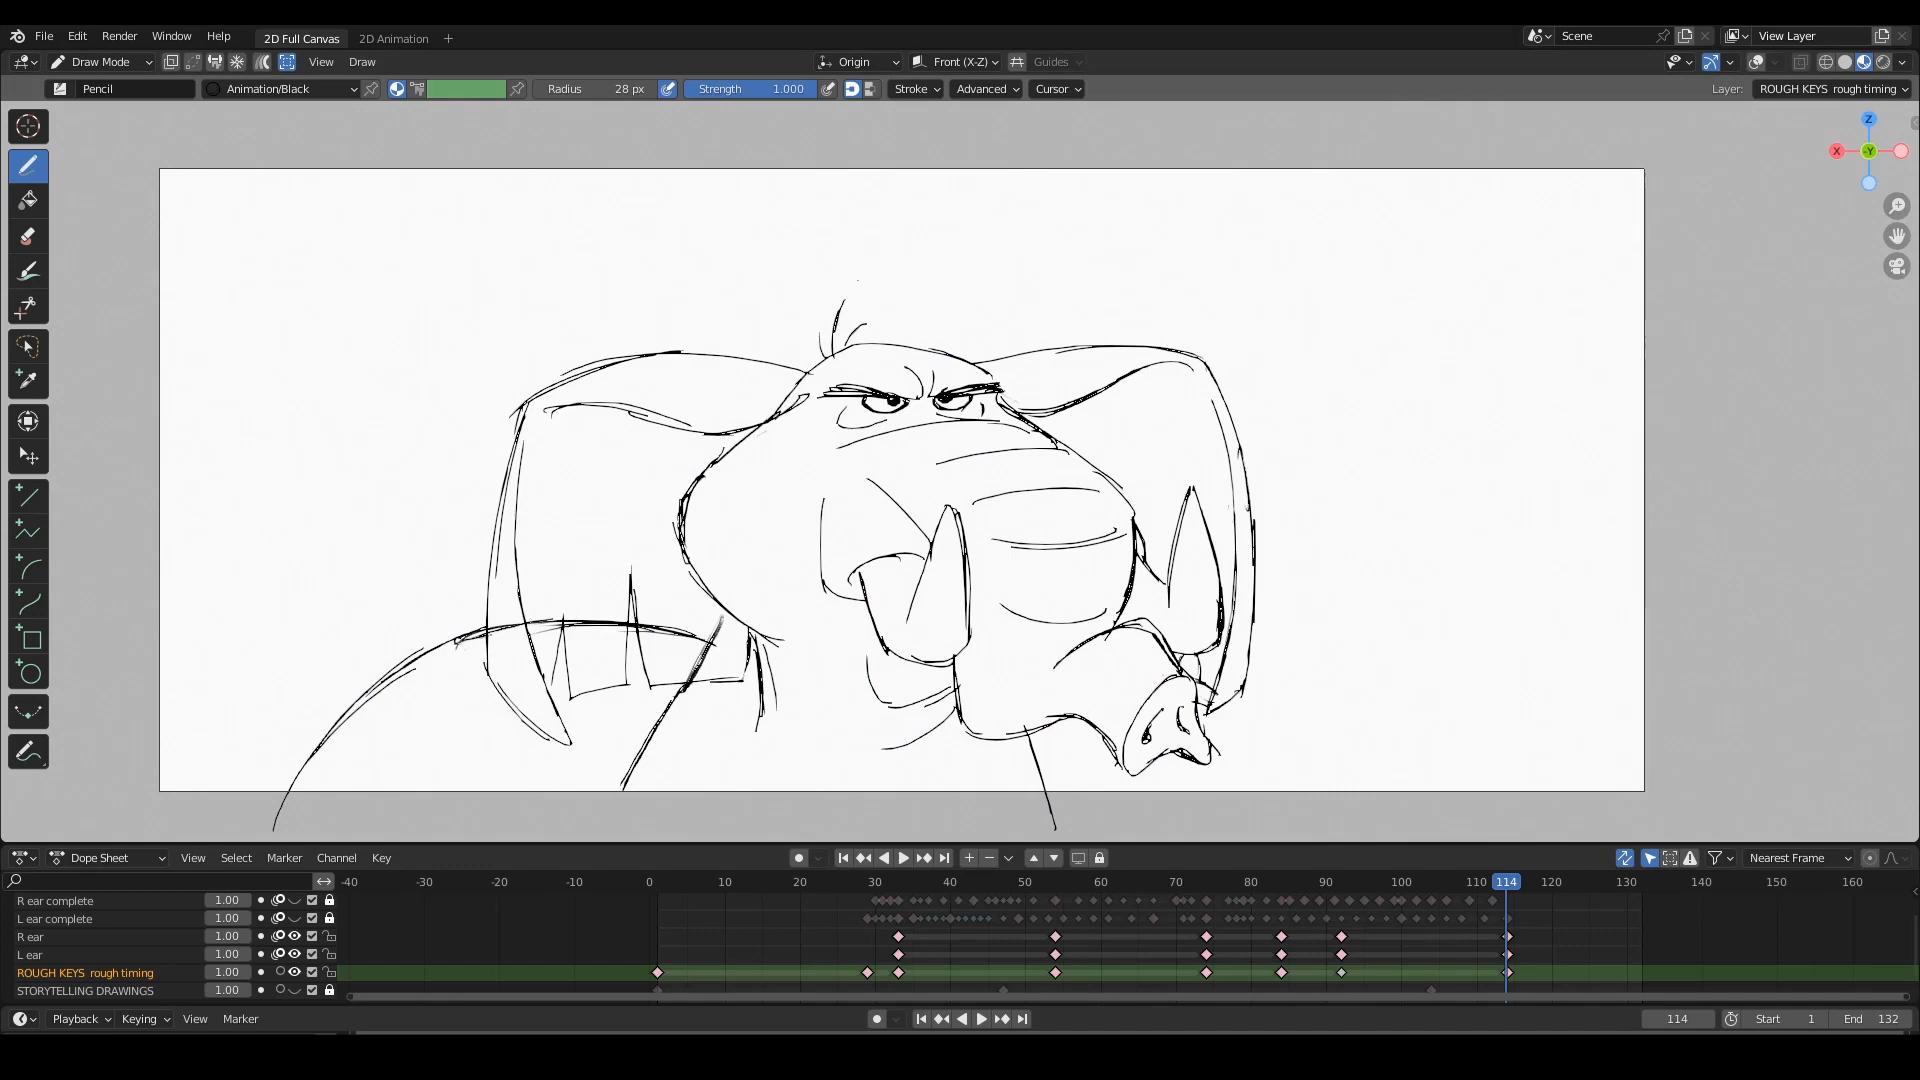 File Edit Render Window Help 2D Full Canvas 2D Animation + Scene View Layer
Draw Mode View Draw Origin Front (X-Z) Guides
Pencil Animation/Black Radius 28 px Strength 1.000 Stroke Advanced Cursor Layer: ROUGH KEYS rough timing
Z
X -Y
Dope Sheet View Select Marker Channel Key Nearest Frame
-40 -30 -20 -10 0 10 20 30 40 50 60 70 80 90 100 110 114 120 130 140 150 160
R ear complete 1.00
L ear complete 1.00
R ear 1.00
L ear 1.00
ROUGH KEYS rough timing 1.00
STORYTELLING DRAWINGS 1.00
Playback Keying View Marker 114 Start 1 End 132